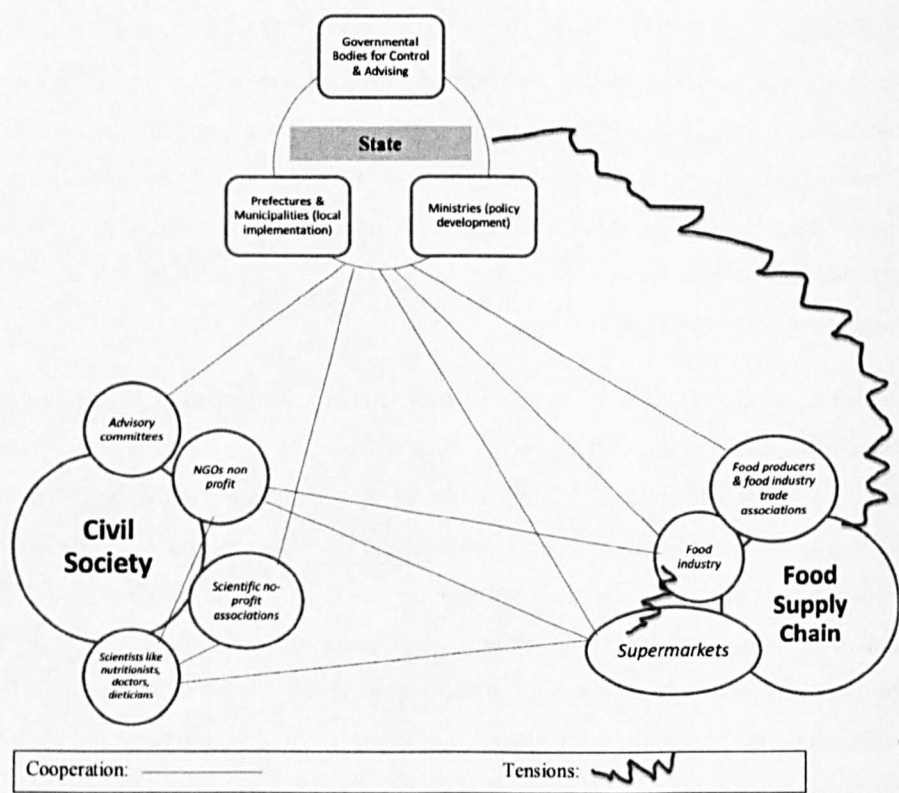 Governmental
Bodies for Control
& Advising
State
Prefectures &
Municipalities (local
implementation)
Ministries (policy
development)
Advisory
committees
NGOs non
profit
Civil
Society
Scientific no-
profit
associations
Scientists like
nutritionists,
doctors,
dieticians
Food producers
& food industry
trade
associations
Food
industry
Food
Supply
Chain
Supermarkets
Cooperation:
Tensions: